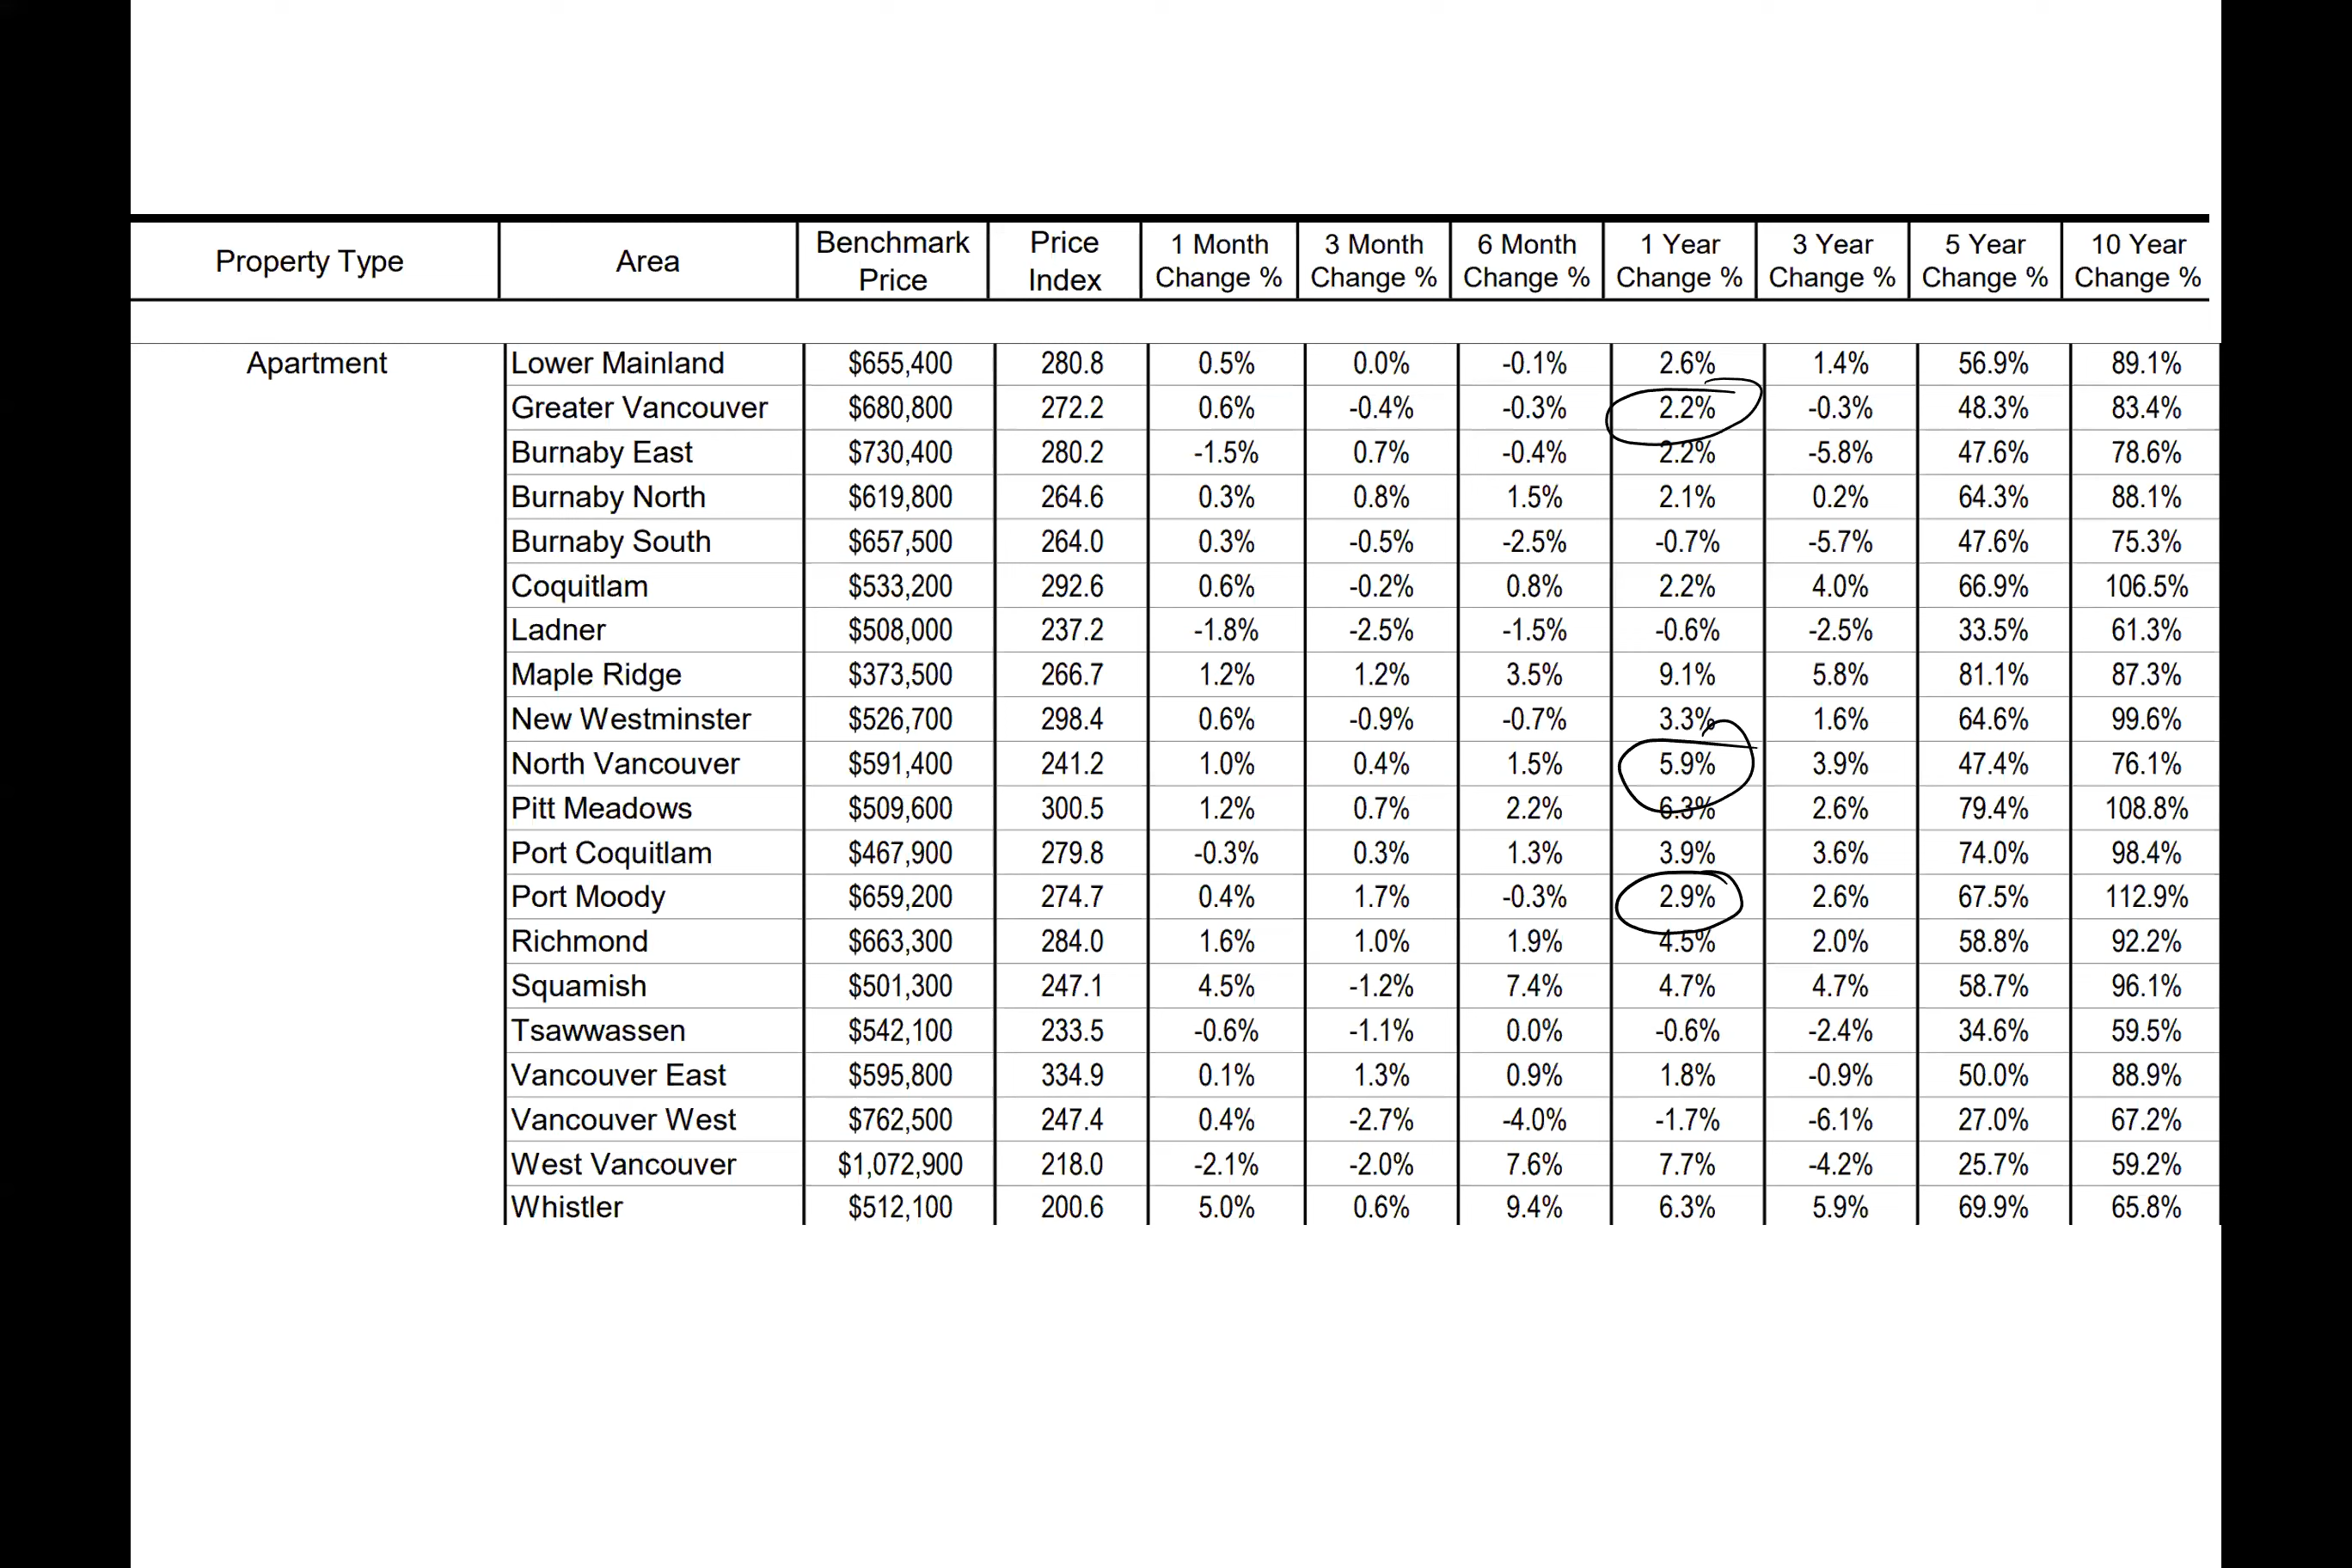 Property Type Area Benchmark Price Price Index 1 Month Change % 3 Month Change % 6 Month Change % 1 Year Change % 3 Year Change % 5 Year Change % 10 Year Change %
Apartment Lower Mainland $655,400 280.8 0.5% 0.0% -0.1% 2.6% 1.4% 56.9% 89.1%
Greater Vancouver $680,800 272.2 0.6% -0.4% -0.3% 2.2% -0.3% 48.3% 83.4%
Burnaby East $730,400 280.2 -1.5% 0.7% -0.4% 2.2% -5.8% 47.6% 78.6%
Burnaby North $619,800 264.6 0.3% 0.8% 1.5% 2.1% 0.2% 64.3% 88.1%
Burnaby South $657,500 264.0 0.3% -0.5% -2.5% -0.7% -5.7% 47.6% 75.3%
Coquitlam $533,200 292.6 0.6% -0.2% 0.8% 2.2% 4.0% 66.9% 106.5%
Ladner $508,000 237.2 -1.8% -2.5% -1.5% -0.6% -2.5% 33.5% 61.3%
Maple Ridge $373,500 266.7 1.2% 1.2% 3.5% 9.1% 5.8% 81.1% 87.3%
New Westminster $526,700 298.4 0.6% -0.9% -0.7% 3.3% 1.6% 64.6% 99.6%
North Vancouver $591,400 241.2 1.0% 0.4% 1.5% 5.9% 3.9% 47.4% 76.1%
Pitt Meadows $509,600 300.5 1.2% 0.7% 2.2% 6.3% 2.6% 79.4% 108.8%
Port Coquitlam $467,900 279.8 -0.3% 0.3% 1.3% 3.9% 3.6% 74.0% 98.4%
Port Moody $659,200 274.7 0.4% 1.7% -0.3% 2.9% 2.6% 67.5% 112.9%
Richmond $663,300 284.0 1.6% 1.0% 1.9% 4.5% 2.0% 58.8% 92.2%
Squamish $501,300 247.1 4.5% -1.2% 7.4% 4.7% 4.7% 58.7% 96.1%
Tsawwassen $542,100 233.5 -0.6% -1.1% 0.0% -0.6% -2.4% 34.6% 59.5%
Vancouver East $595,800 334.9 0.1% 1.3% 0.9% 1.8% -0.9% 50.0% 88.9%
Vancouver West $762,500 247.4 0.4% -2.7% -4.0% -1.7% -6.1% 27.0% 67.2%
West Vancouver $1,072,900 218.0 -2.1% -2.0% 7.6% 7.7% -4.2% 25.7% 59.2%
Whistler $512,100 200.6 5.0% 0.6% 9.4% 6.3% 5.9% 69.9% 65.8%